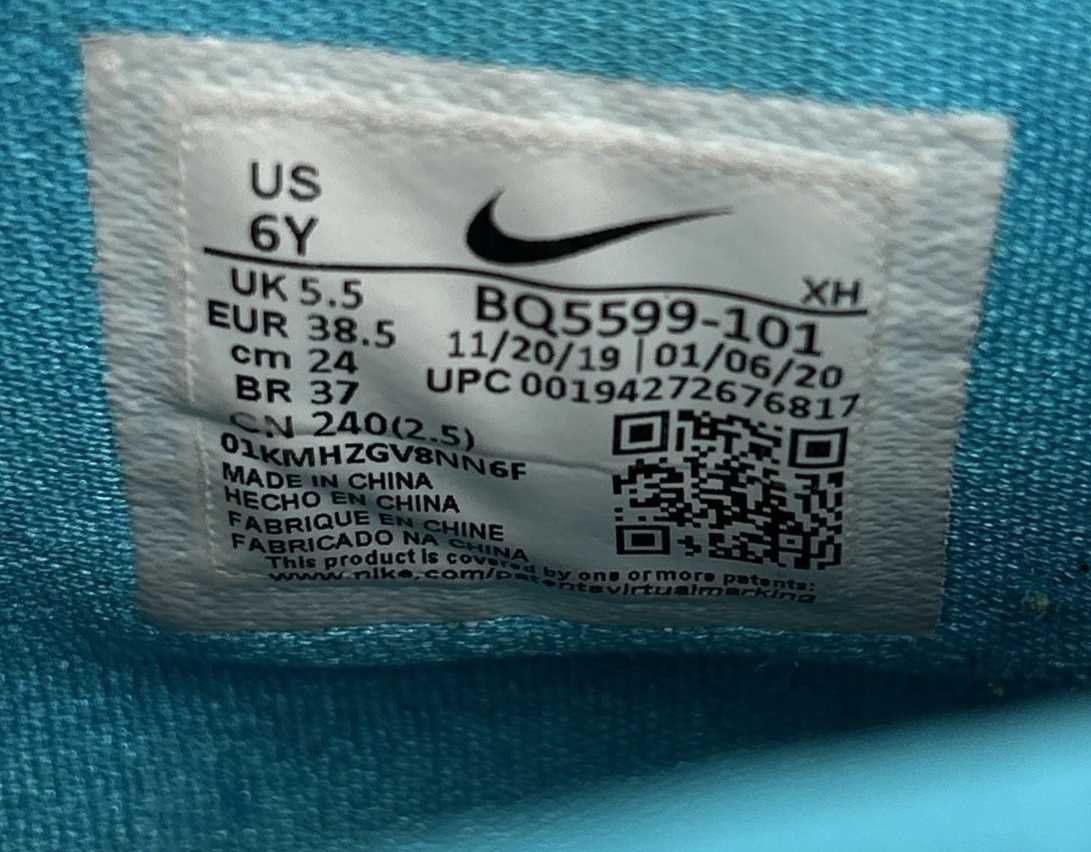 US
6Y
XH
UK 5.5
EUR 38.5
cm 24
BR 37
CN 240(2.5)
BQ5599-101
11/20/19 | 01/06/20
UPC 00194272676817
01KMHZGV8NN6F
MADE IN CHINA
HECHO EN CHINA
FABRIQUE EN CHINE
FABRICADO NA CHINA
This product is covered by one or more patents:
www.nike.com/patentsvirtualmarking